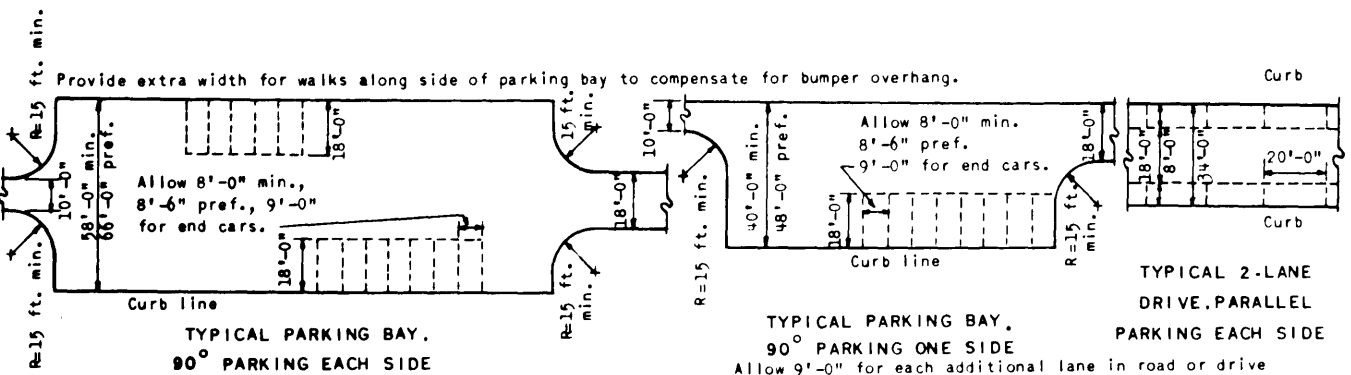 Provide extra width for walks along side of parking bay to compensate for bumper overhang.
R=15 ft. min.
58'-0" min.
66'-0" pref.
10'-0"
R=15 ft. min.
18'-0"
Allow 8'-0" min.,
8'-6" pref., 9'-0"
for end cars.
18'-0"
Curb line
15 ft.
min.
18'-0"
R=15 ft.
min.
TYPICAL PARKING BAY.
90° PARKING EACH SIDE
10'-0"
R=15 ft. min.
40'-0" min.
48'-0" pref.
Allow 8'-0" min.
8'-6" pref.
9'-0" for end cars.
18'-0"
Curb line
18'-0"
R=15 ft.
min.
TYPICAL PARKING BAY.
90° PARKING ONE SIDE
Allow 9'-0" for each additional lane in road or drive
Curb
18'-0"
8'-0"
34'-0"
20'-0"
Curb
TYPICAL 2-LANE
DRIVE. PARALLEL
PARKING EACH SIDE